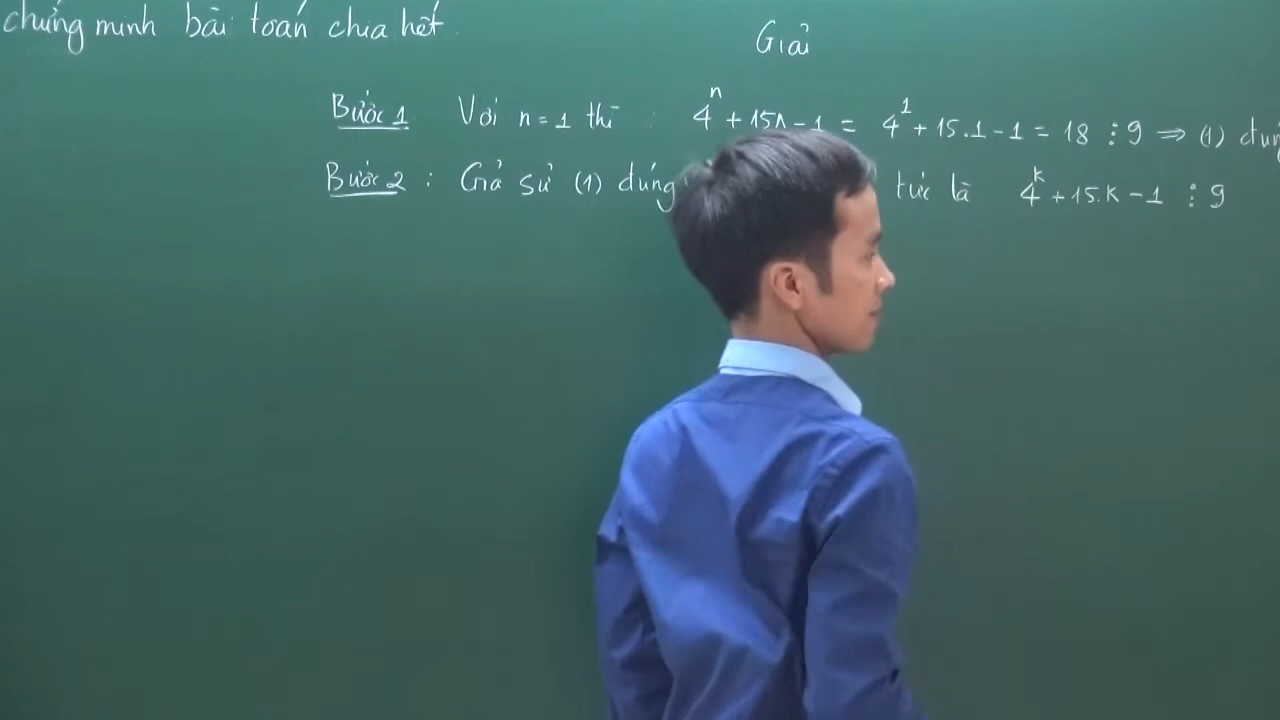 chứng minh bài toán chia hết.
Giải
Bước 1 Với n = 1 thì : 4^n + 15n - 1 = 4^1 + 15.1 - 1 = 18 ⋮ 9 ⇒ (1)
Bước 2 : Giả sử (1) đúng tức là 4^k + 15.k - 1 ⋮ 9